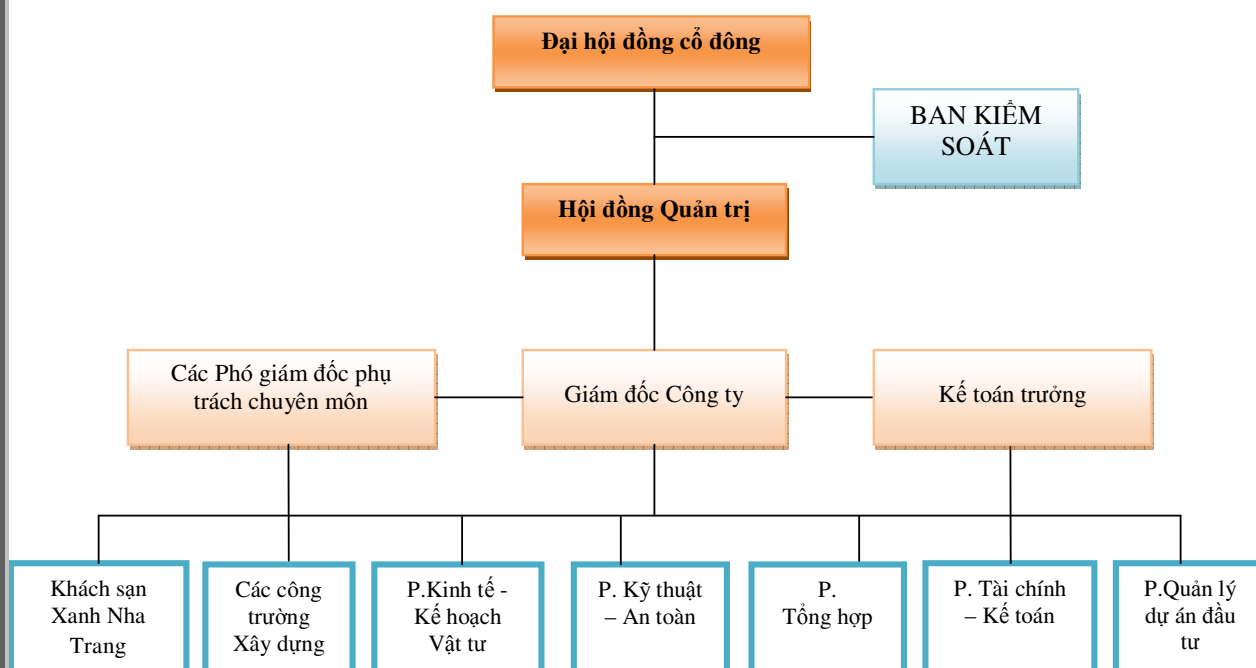 Đại hội đồng cổ đông
BAN KIỂM
SOÁT
Hội đồng Quản trị
Các Phó giám đốc phụ
trách chuyên môn
Giám đốc Công ty
Kế toán trưởng
Khách sạn
Xanh Nha
Trang
Các công
trường
Xây dựng
P.Kinh tế -
Kế hoạch
Vật tư
P. Kỹ thuật
– An toàn
P.
Tổng hợp
P. Tài chính
– Kế toán
P.Quản lý
dự án đầu
tư